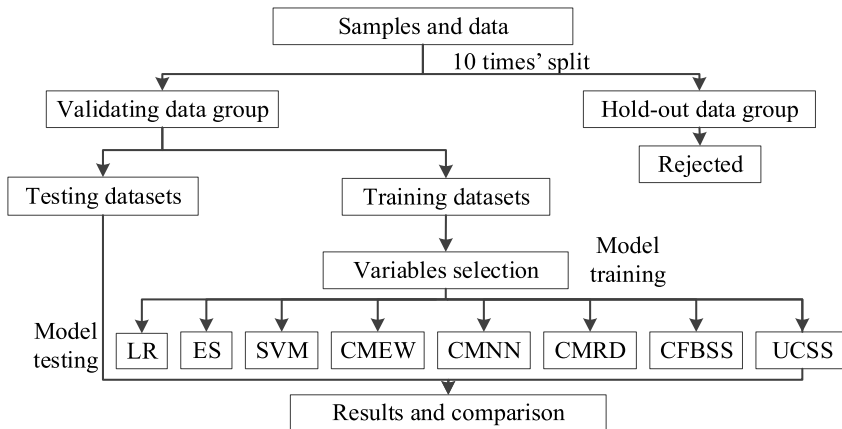 Samples and data
10 times’ split
Validating data group
Hold-out data group
Rejected
Testing datasets
Training datasets
Variables selection
Model
training
Model
testing
LR
ES
SVM
CMEW
CMNN
CMRD
CFBSS
UCSS
Results and comparison